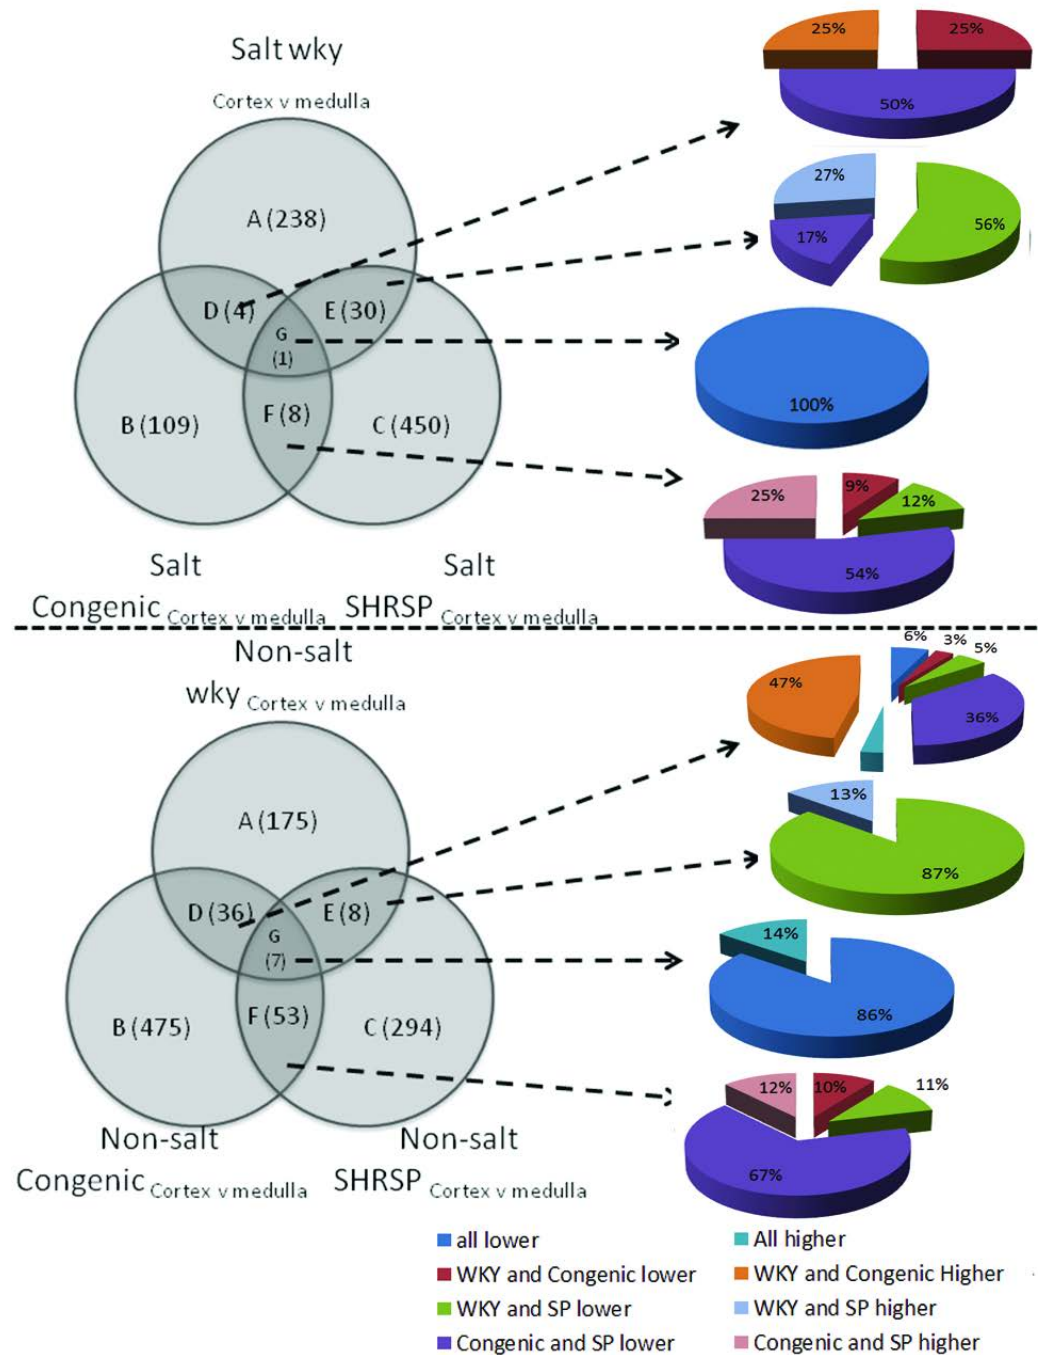 Salt wky
Cortex v medulla
A (238)
D (4)
E (30)
G
(1)
B (109)
F (8)
C (450)
25%
25%
50%
27%
56%
17%
100%
25%
9%
12%
54%
Salt
Congenic Cortex v medulla
Salt
SHRSP Cortex v medulla
Non-salt
wky Cortex v medulla
A (175)
D (36)
E (8)
G
(7)
B (475)
F (53)
C (294)
6%
3%
5%
47%
36%
13%
87%
14%
86%
12%
10%
11%
67%
Non-salt
Congenic Cortex v medulla
Non-salt
SHRSP Cortex v medulla
all lower
WKY and Congenic lower
WKY and SP lower
Congenic and SP lower
All higher
WKY and Congenic Higher
WKY and SP higher
Congenic and SP higher